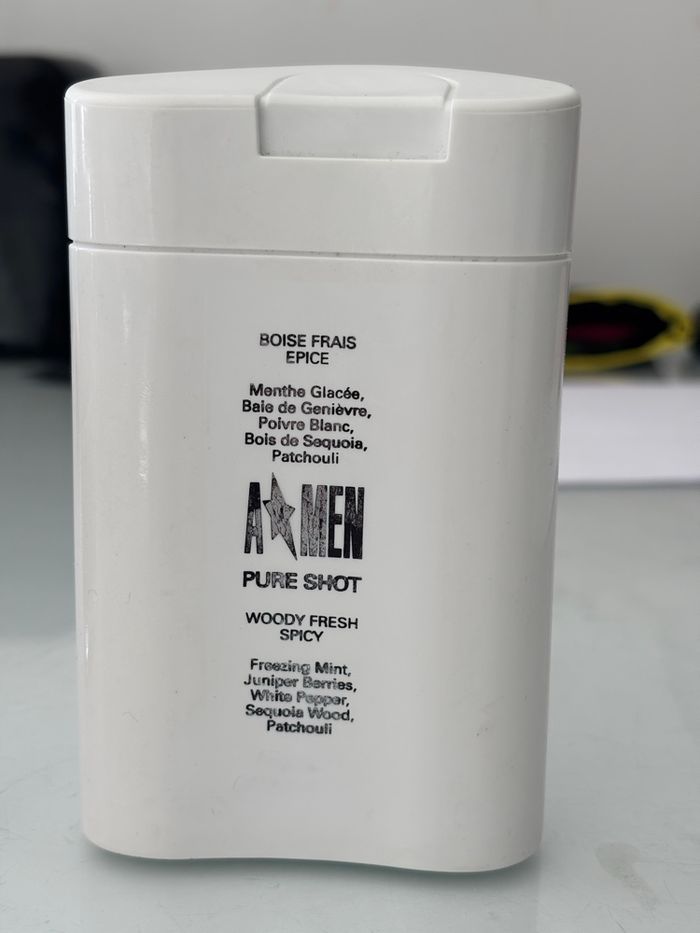 BOISE FRAIS
EPICE
Menthe Glacée,
Baie de Genièvre,
Poivre Blanc,
Bois de Sequoia,
Patchouli
A★MEN
PURE SHOT
WOODY FRESH
SPICY
Freezing Mint,
Juniper Berries,
White Pepper,
Sequoia Wood,
Patchouli